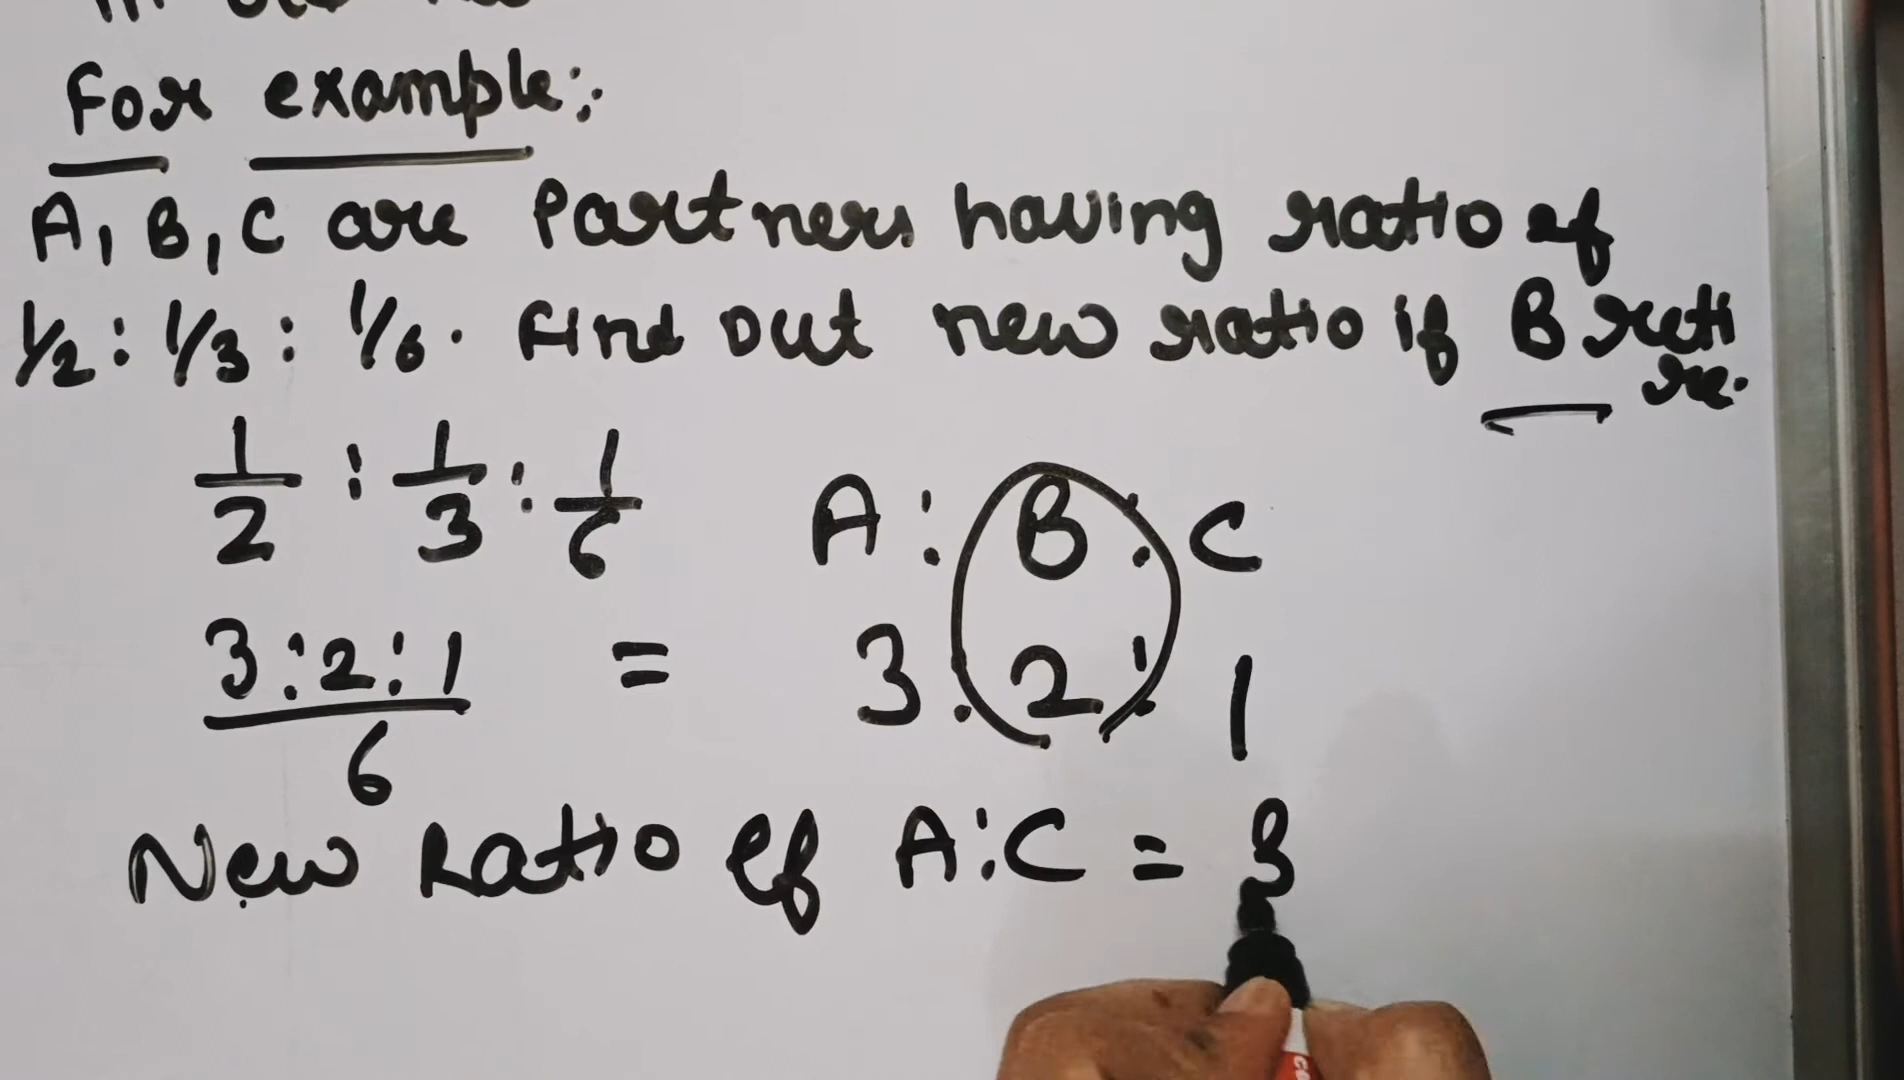 For example:
A, B, C are Partners having ratio of
1/2 : 1/3 : 1/6. Find out new ratio if B reti
re.
1/2 : 1/3 : 1/6
A : B : C
3:2:1/6 = 3 : 2 : 1
New Ratio of A:C = 3